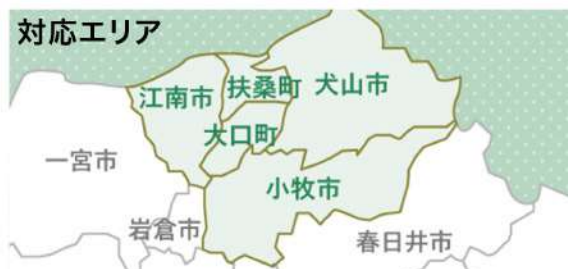 対応エリア
扶桑町
犬山市
江南市
大口町
一宮市
小牧市
岩倉市
春日井市